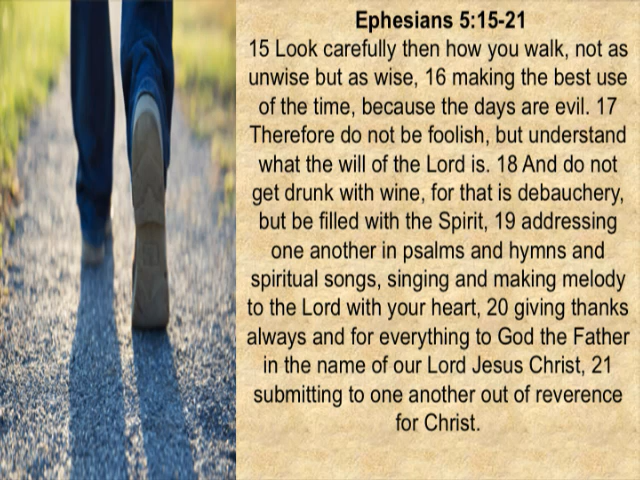 Ephesians 5:15-21
15 Look carefully then how you walk, not as
unwise but as wise, 16 making the best use
of the time, because the days are evil. 17
Therefore do not be foolish, but understand
what the will of the Lord is. 18 And do not
get drunk with wine, for that is debauchery,
but be filled with the Spirit, 19 addressing
one another in psalms and hymns and
spiritual songs, singing and making melody
to the Lord with your heart, 20 giving thanks
always and for everything to God the Father
in the name of our Lord Jesus Christ, 21
submitting to one another out of reverence
for Christ.